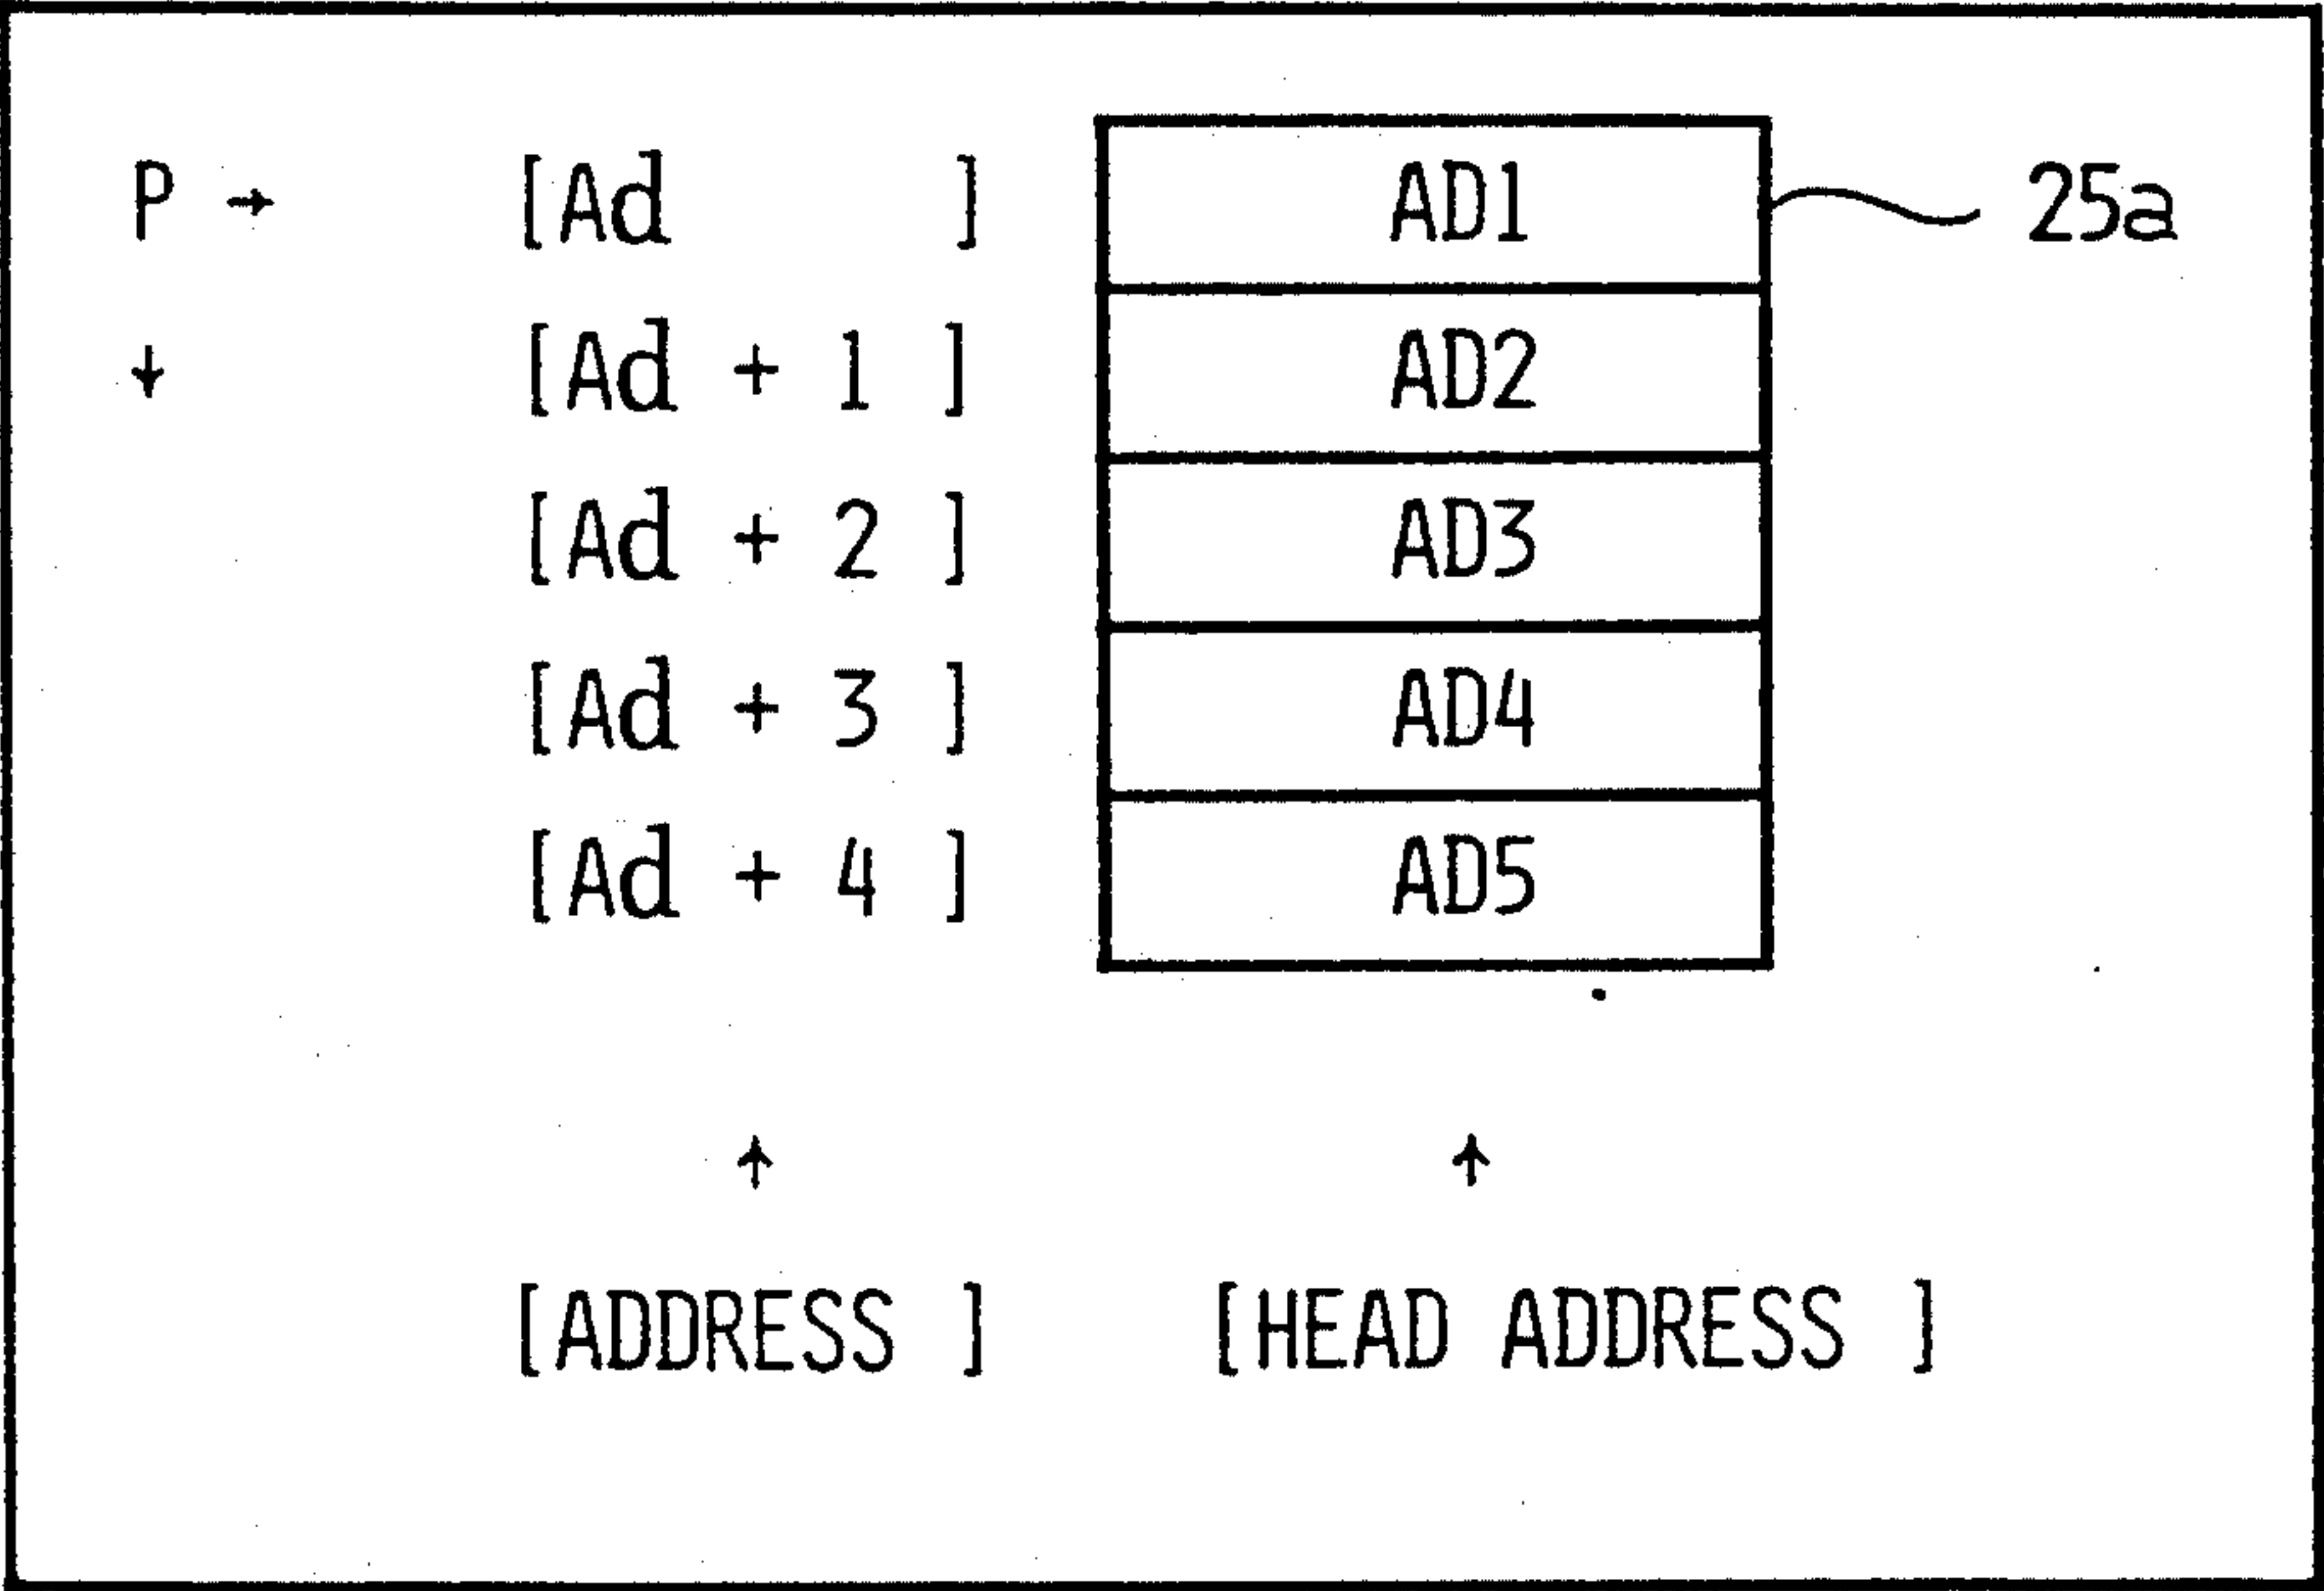 P → [Ad ] AD1 25a
↓ [Ad + 1 ] AD2
[Ad + 2 ] AD3
[Ad + 3 ] AD4
[Ad + 4 ] AD5
↑ ↑
[ADDRESS ] [HEAD ADDRESS ]